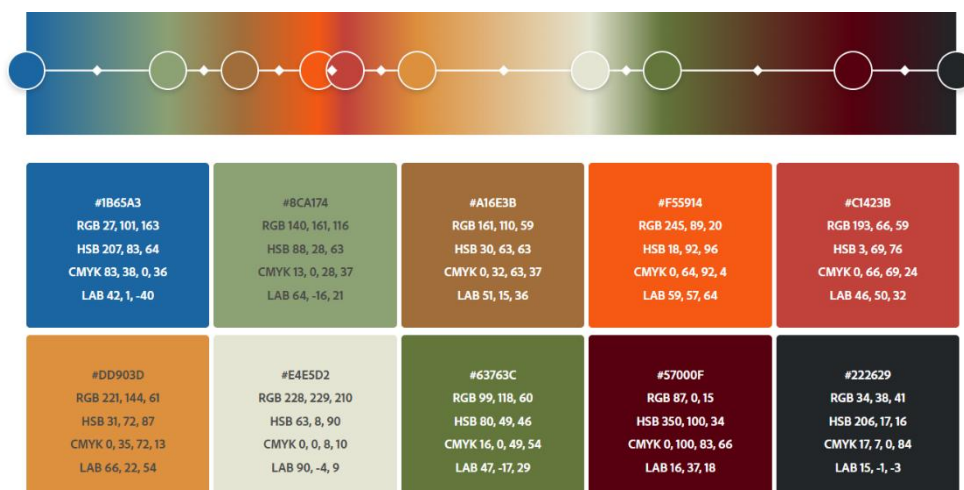 #1B65A3
RGB 27, 101, 163
HSB 207, 83, 64
CMYK 83, 38, 0, 36
LAB 42, 1, -40
#8CA174
RGB 140, 161, 116
HSB 88, 28, 63
CMYK 13, 0, 28, 37
LAB 64, -16, 21
#A16E3B
RGB 161, 110, 59
HSB 30, 63, 63
CMYK 0, 32, 63, 37
LAB 51, 15, 36
#F55914
RGB 245, 89, 20
HSB 18, 92, 96
CMYK 0, 64, 92, 4
LAB 59, 57, 64
#C1423B
RGB 193, 66, 59
HSB 3, 69, 76
CMYK 0, 66, 69, 24
LAB 46, 50, 32
#DD903D
RGB 221, 144, 61
HSB 31, 72, 87
CMYK 0, 35, 72, 13
LAB 66, 22, 54
#E4E5D2
RGB 228, 229, 210
HSB 63, 8, 90
CMYK 0, 0, 8, 10
LAB 90, -4, 9
#63763C
RGB 99, 118, 60
HSB 80, 49, 46
CMYK 16, 0, 49, 54
LAB 47, -17, 29
#57000F
RGB 87, 0, 15
HSB 350, 100, 34
CMYK 0, 100, 83, 66
LAB 16, 37, 18
#222629
RGB 34, 38, 41
HSB 206, 17, 16
CMYK 17, 7, 0, 84
LAB 15, -1, -3